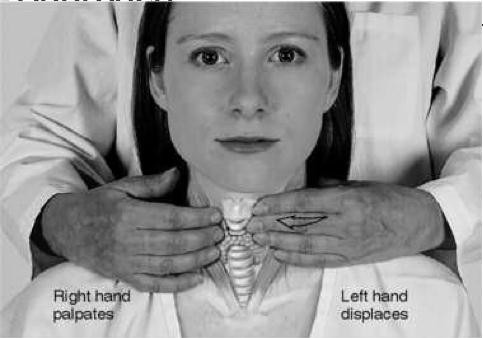 Right hand
palpates
Left hand
displaces